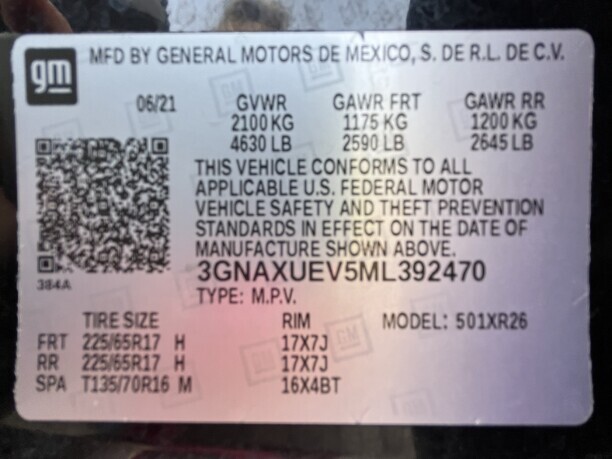 gm
MFD BY GENERAL MOTORS DE MEXICO, S. DE R.L. DE C.V.
06/21 GVWR GAWR FRT GAWR RR
2100 KG 1175 KG 1200 KG
4630 LB 2590 LB 2645 LB
THIS VEHICLE CONFORMS TO ALL
APPLICABLE U.S. FEDERAL MOTOR
VEHICLE SAFETY AND THEFT PREVENTION
STANDARDS IN EFFECT ON THE DATE OF
MANUFACTURE SHOWN ABOVE.
384A
3GNAXUEV5ML392470
TYPE: M.P.V.
TIRE SIZE RIM MODEL: 501XR26
FRT 225/65R17 H 17X7J
RR 225/65R17 H 17X7J
SPA T135/70R16 M 16X4BT